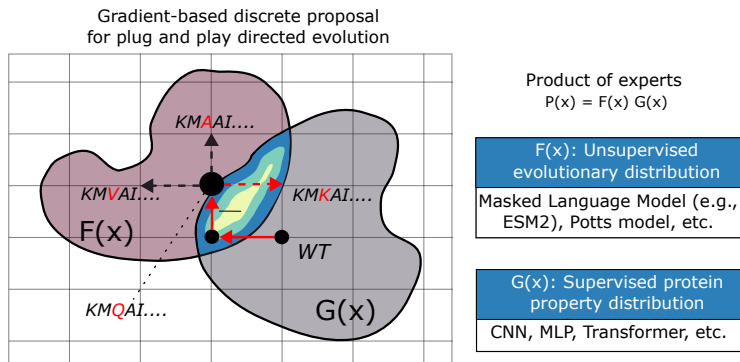 Gradient-based discrete proposal
for plug and play directed evolution
KMAAI....
KMVAI....
KMKAI....
F(x)
WT
G(x)
KMQAI....
Product of experts
P(x) = F(x) G(x)
F(x): Unsupervised
evolutionary distribution
Masked Language Model (e.g.,
ESM2), Potts model, etc.
G(x): Supervised protein
property distribution
CNN, MLP, Transformer, etc.